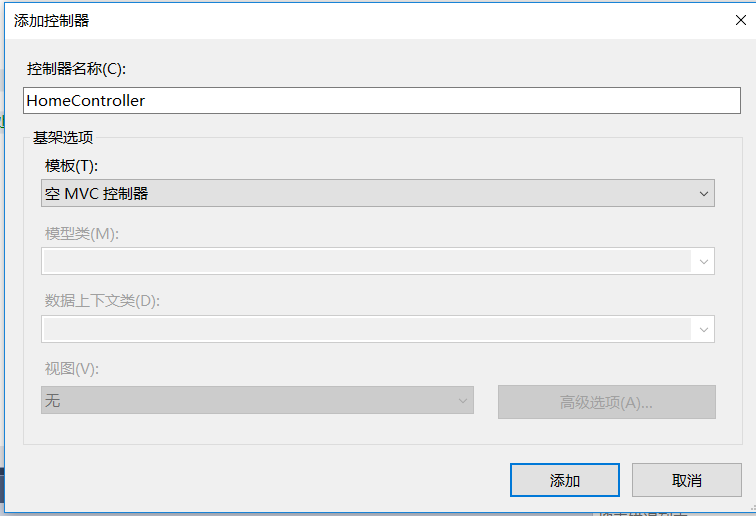 添加控制器
控制器名称(C):
HomeController
基架选项
模板(T):
空 MVC 控制器
模型类(M):
数据上下文类(D):
视图(V):
无
高级选项(A)...
添加
取消